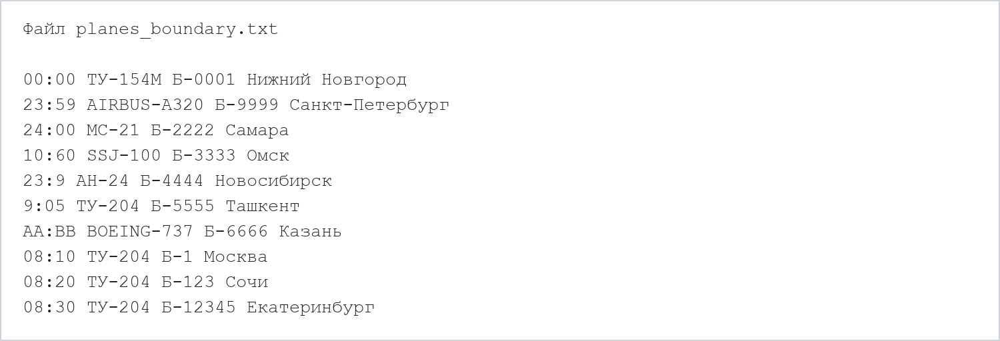 Файл planes_boundary.txt
00:00 ТУ-154М Б-0001 Нижний Новгород
23:59 AIRBUS-A320 Б-9999 Санкт-Петербург
24:00 МС-21 Б-2222 Самара
10:60 SSJ-100 Б-3333 Омск
23:9 АН-24 Б-4444 Новосибирск
9:05 ТУ-204 Б-5555 Ташкент
AA:BB BOEING-737 Б-6666 Казань
08:10 ТУ-204 Б-1 Москва
08:20 ТУ-204 Б-123 Сочи
08:30 ТУ-204 Б-12345 Екатеринбург